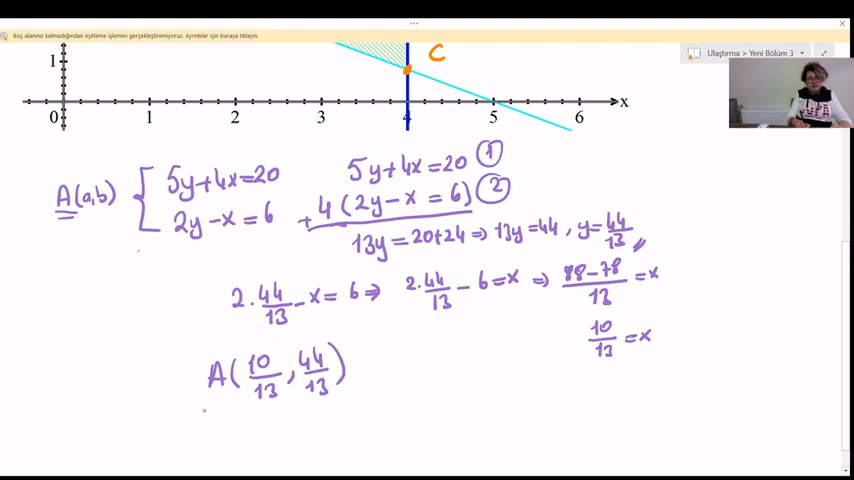 Boş alanınız kalmadığından eşitleme işlemini gerçekleştiremiyoruz. Ayrıntılar için buraya tıklayın.
Ulaştırma > Yeni Bölüm 3
1
C
0 1 2 3 4 5 6 x
A(a,b) { 5y+4x=20
2y-x=6
5y+4x=20 ①
+ 4(2y-x=6) ②
13y=20+24 ⇒ 13y=44, y=44/13
2.44/13-x=6 ⇒ 2.44/13-6=x ⇒ 88-78/13=x
10/13=x
A(10/13, 44/13)